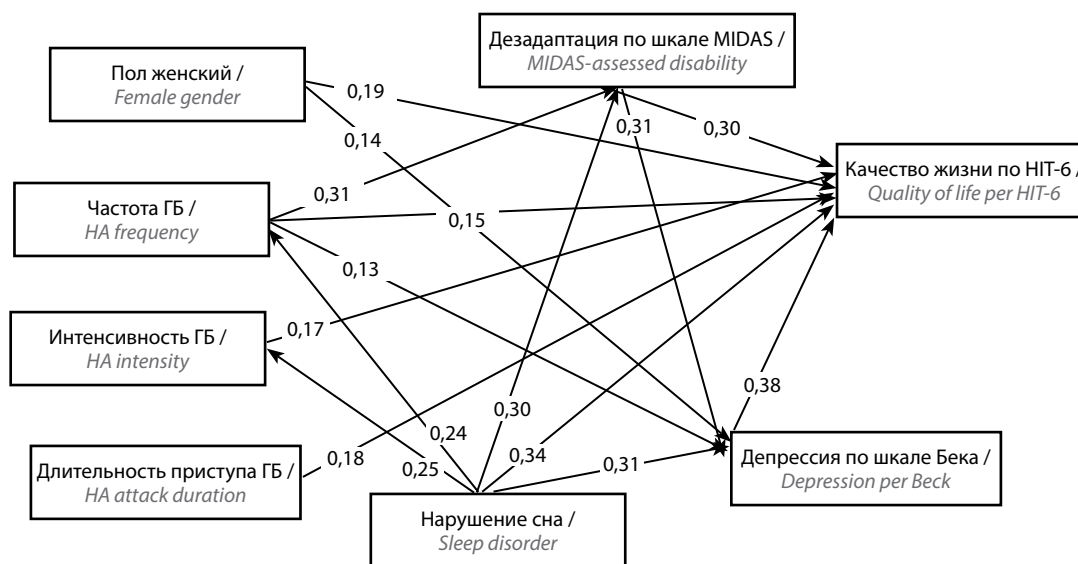 Дезадаптация по шкале MIDAS /
MIDAS-assessed disability
Пол женский /
Female gender
0,19
0,14
0,31
0,30
Качество жизни по HIT-6 /
Quality of life per HIT-6
Частота ГБ /
HA frequency
0,31
0,15
0,13
Интенсивность ГБ /
HA intensity
0,17
0,38
0,30
0,24
0,25
0,18
0,34
0,31
Длительность приступа ГБ /
HA attack duration
Депрессия по шкале Бека /
Depression per Beck
Нарушение сна /
Sleep disorder